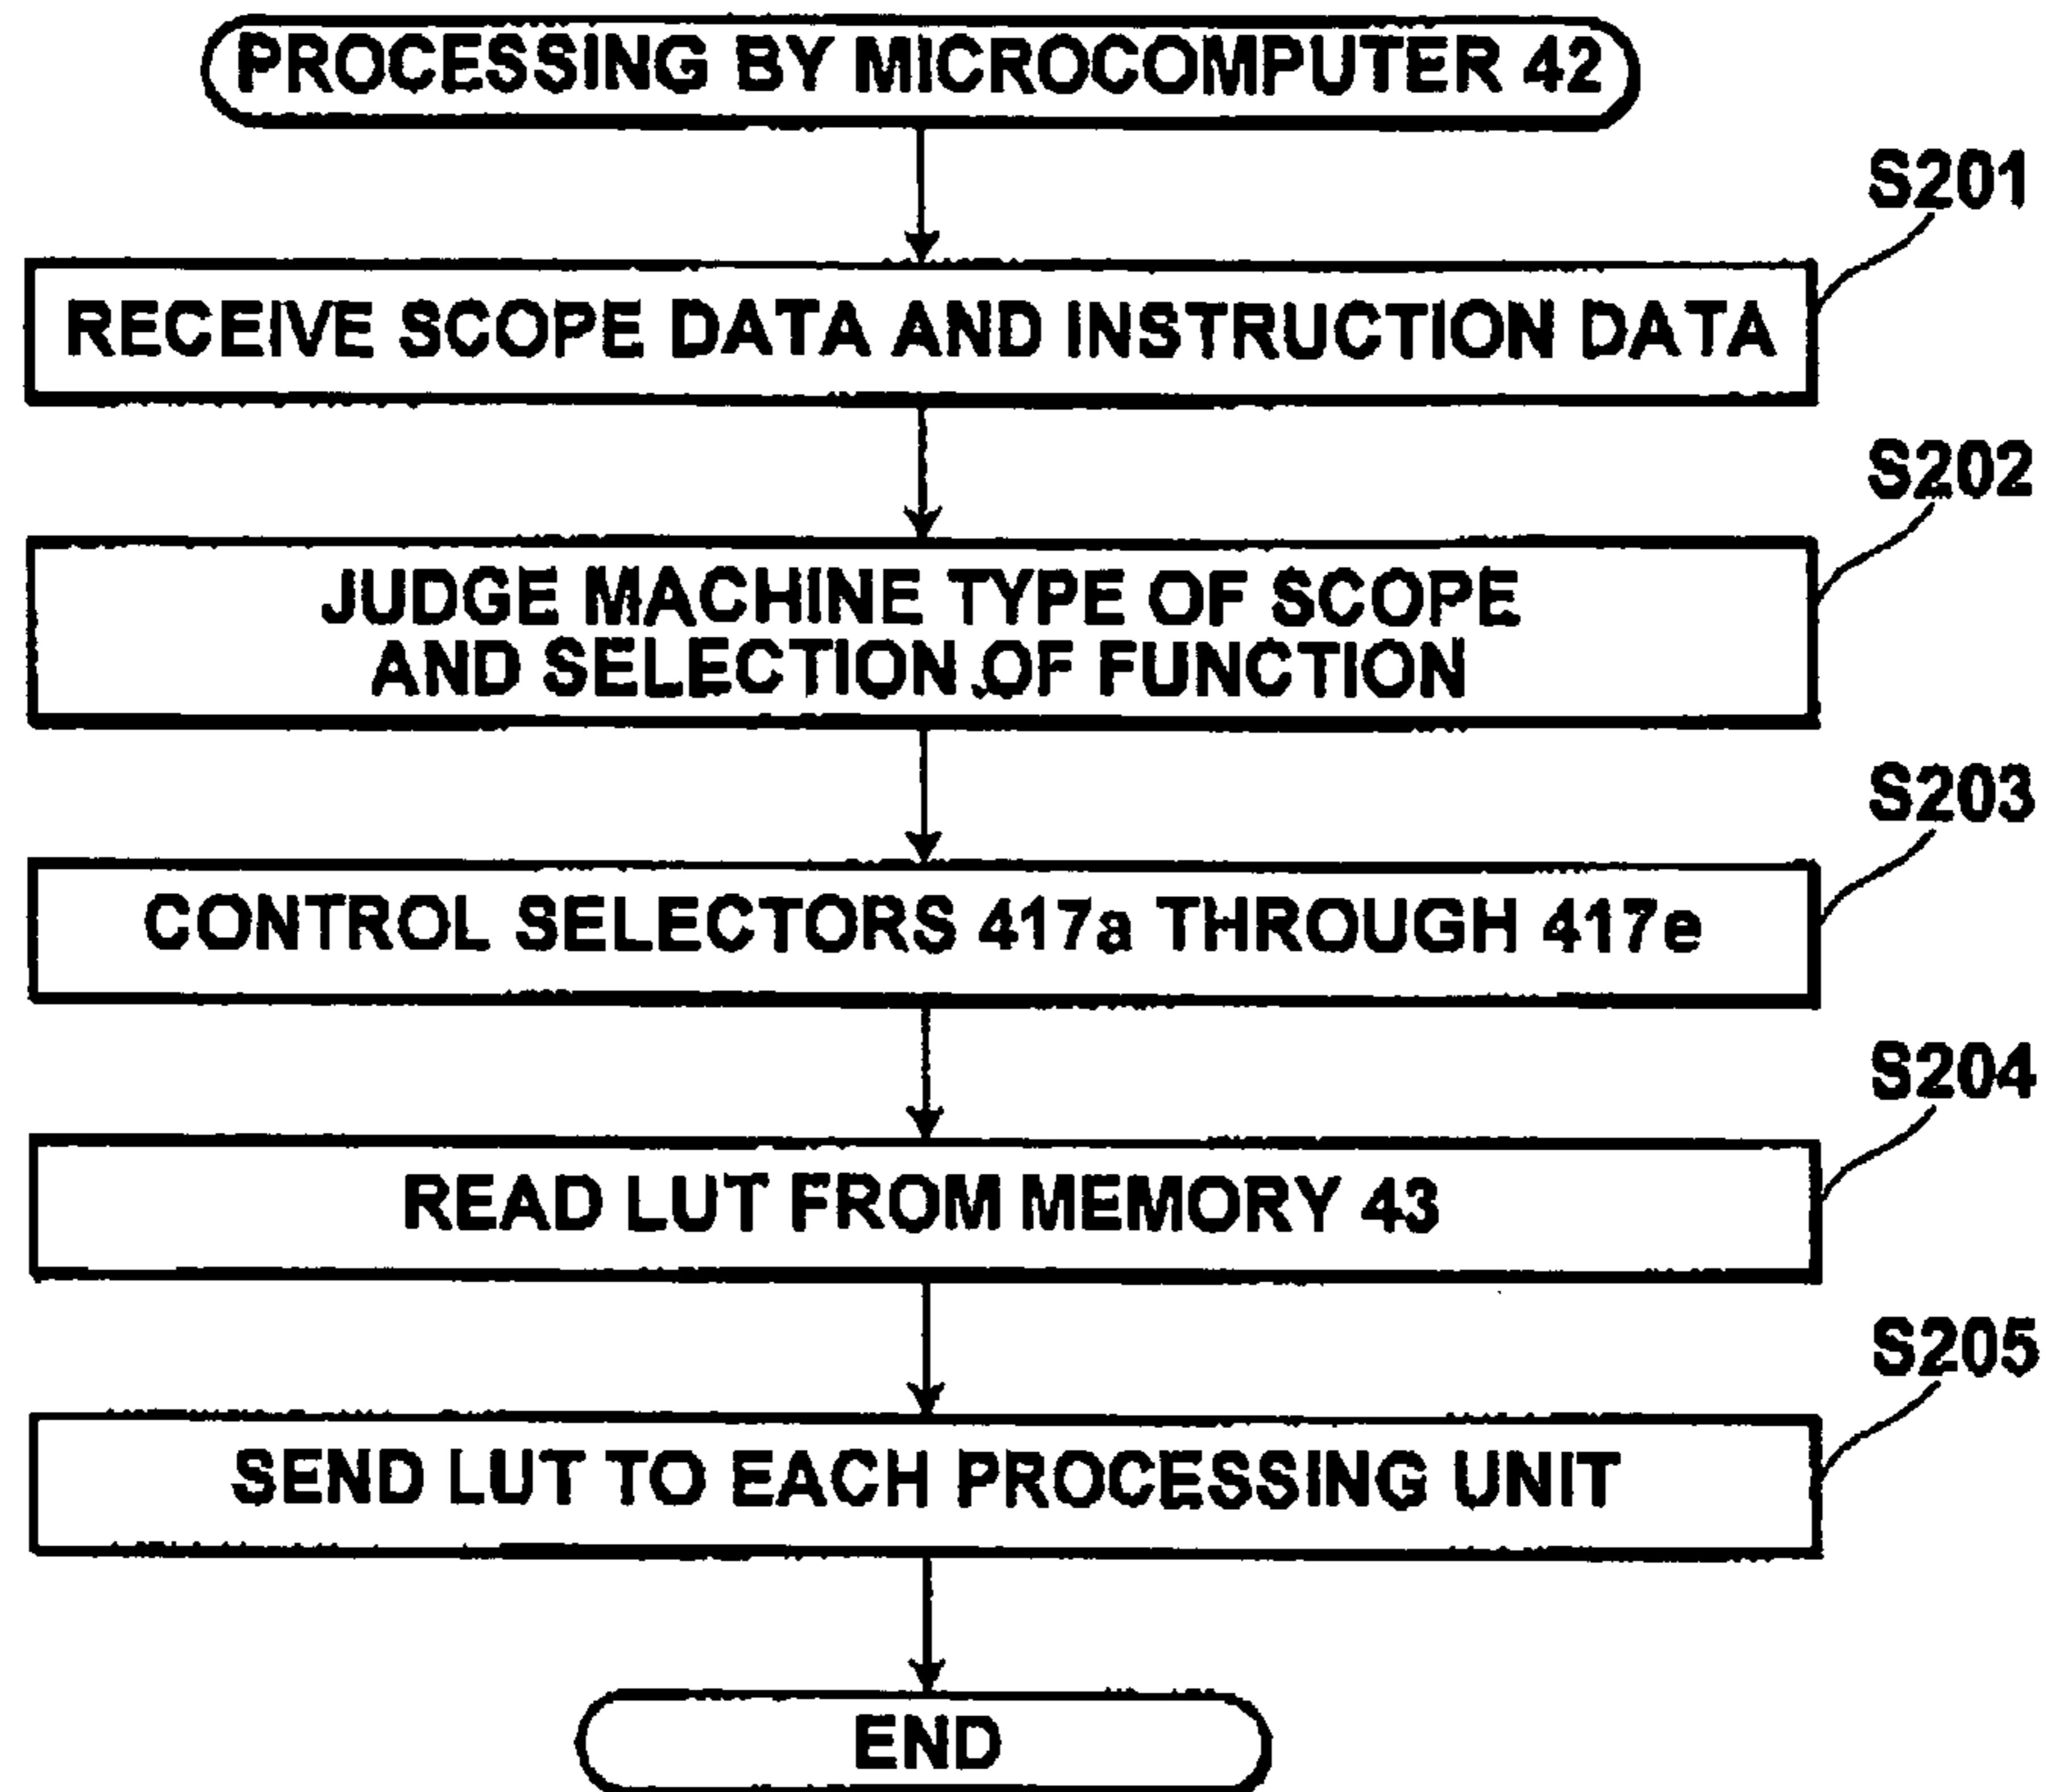 PROCESSING BY MICROCOMPUTER 42
S201
RECEIVE SCOPE DATA AND INSTRUCTION DATA
S202
JUDGE MACHINE TYPE OF SCOPE
AND SELECTION OF FUNCTION
S203
CONTROL SELECTORS 417a THROUGH 417e
S204
READ LUT FROM MEMORY 43
S205
SEND LUT TO EACH PROCESSING UNIT
END